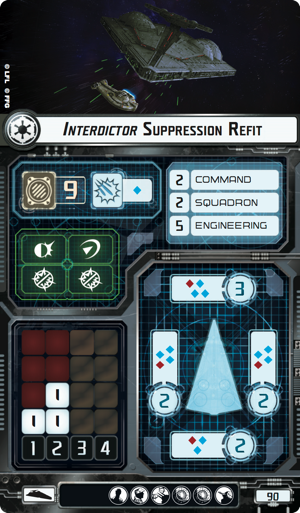 © LFL © FFG
INTERDICTOR SUPPRESSION REFIT
9
2 COMMAND
2 SQUADRON
5 ENGINEERING
3
2 2
2
1
1 1
1 2 3 4
90